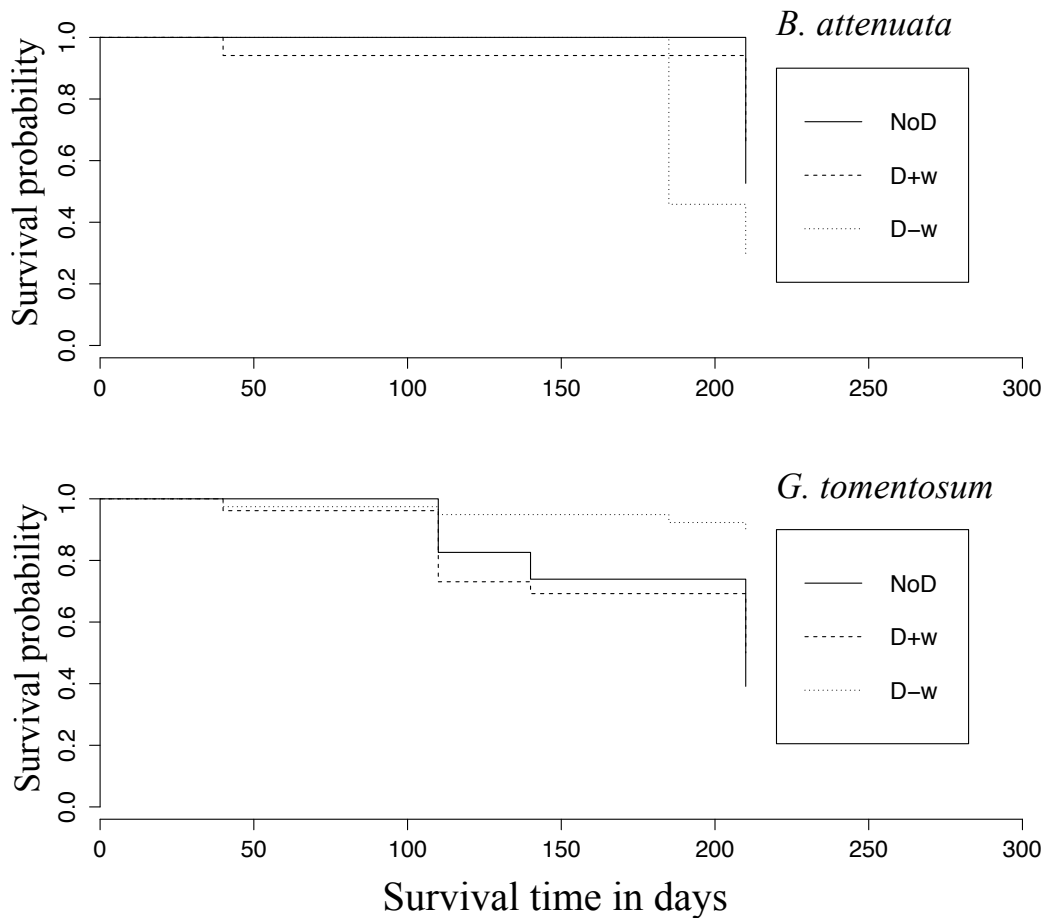 B. attenuata
Survival probability
1.0
0.8
0.6
0.4
0.2
0.0
NoD
D+w
D−w
0 50 100 150 200 250 300
G. tomentosum
Survival probability
1.0
0.8
0.6
0.4
0.2
0.0
NoD
D+w
D−w
0 50 100 150 200 250 300
Survival time in days